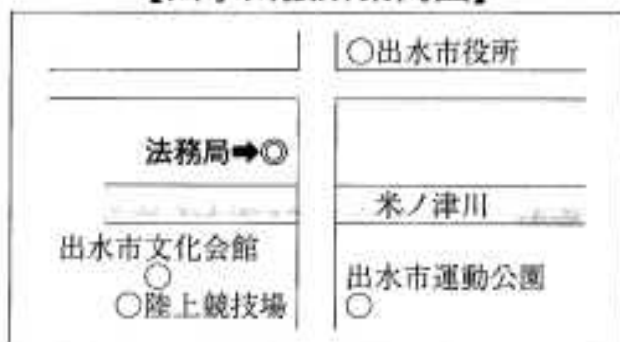 ○出水市役所
法務局➡◎
米ノ津川
出水市文化会館
○
○陸上競技場
出水市運動公園
○